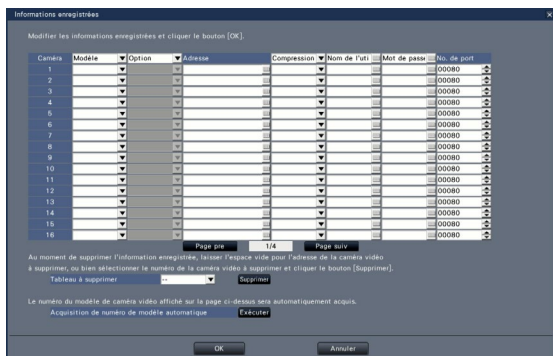 Informations enregistrées
Modifier les informations enregistrées et cliquer le bouton [OK].
Caméra Modèle Option Adresse Compression Nom de l'uti Mot de passe No. de port
1 00080
2 00080
3 00080
4 00080
5 00080
6 00080
7 00080
8 00080
9 00080
10 00080
11 00080
12 00080
13 00080
14 00080
15 00080
16 00080
Page pre 1/4 Page suiv
Au moment de supprimer l'information enregistrée, laisser l'espace vide pour l'adresse de la caméra vidéo
à supprimer, ou bien sélectionner le numéro de la caméra vidéo à supprimer et cliquer le bouton [Supprimer].
Tableau à supprimer -- Supprimer
Le numéro du modèle de caméra vidéo affiché sur la page ci-dessus sera automatiquement acquis.
Acquisition de numéro de modèle automatique Exécuter
OK Annuler